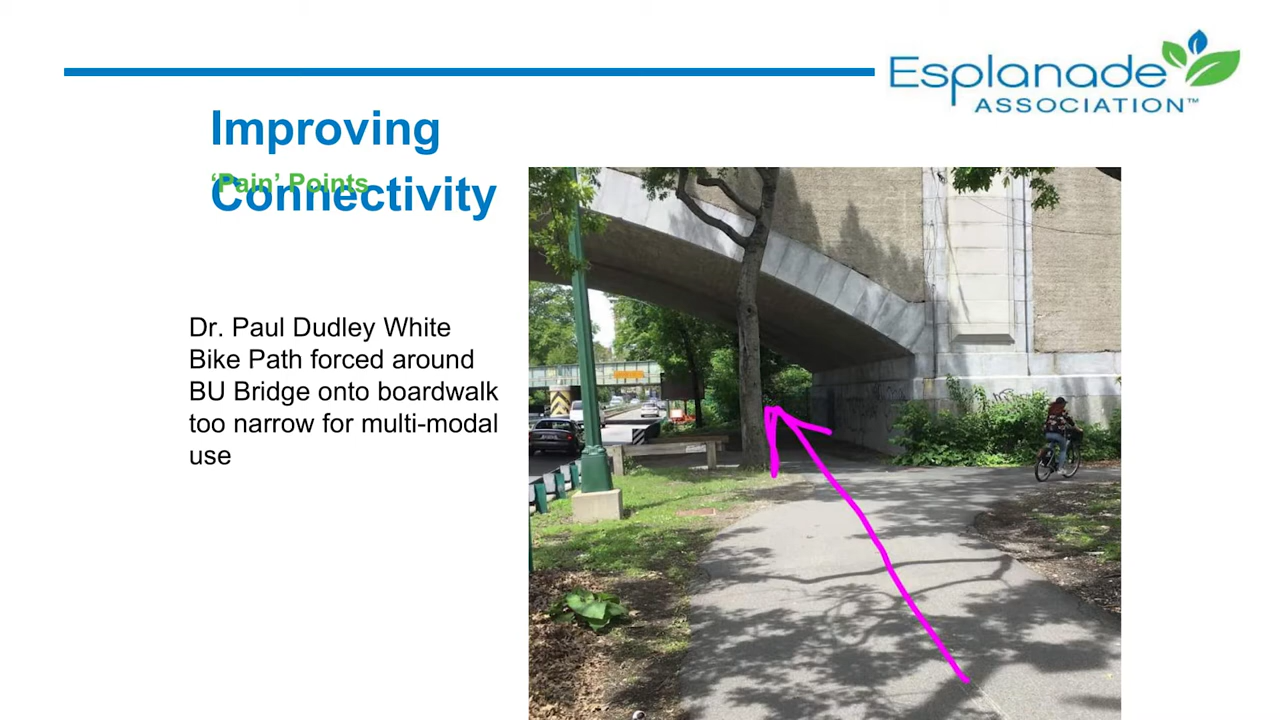 Esplanade
ASSOCIATION™
Improving
'Pain' Points
Connectivity
Dr. Paul Dudley White
Bike Path forced around
BU Bridge onto boardwalk
too narrow for multi-modal
use